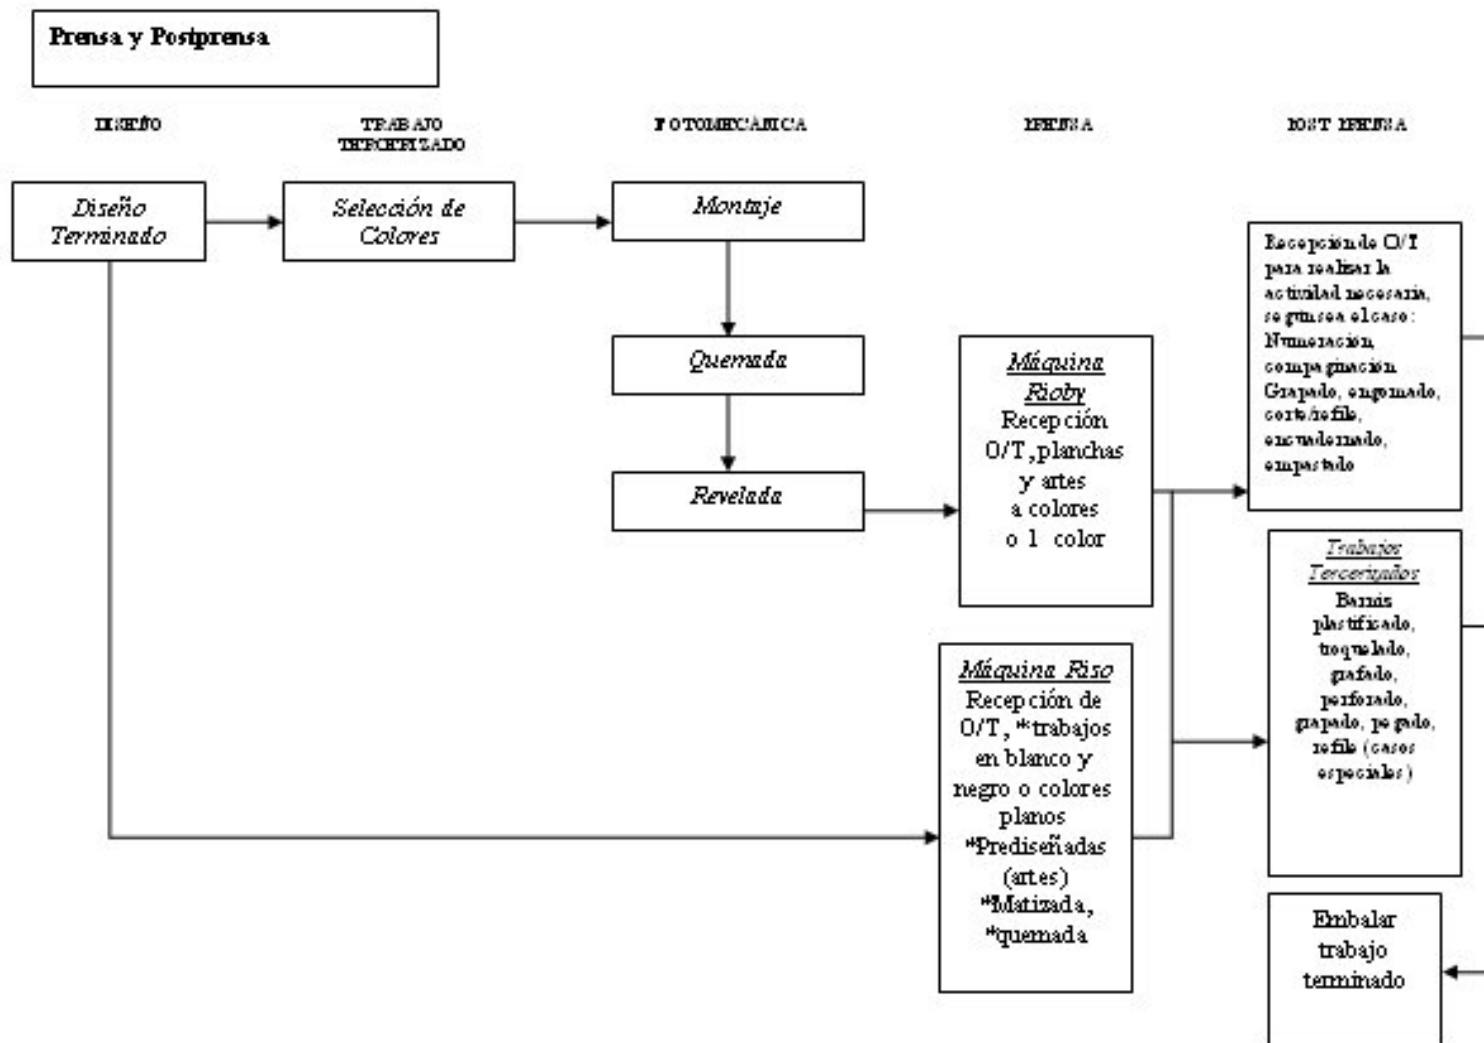 Prensa y Postprensa
DISEÑO
TRABAJO
TERCERIZADO
FOTOMECÁNICA
PRENSA
POST PRENSA
Diseño
Terminado
Selección de
Colores
Montaje
Quemada
Revelada
Máquina
Rioby
Recepción
O/T, planchas
y artes
a colores
o 1 color
Máquina Riso
Recepción de
O/T, *trabajos
en blanco y
negro o colores
planos
*Prediseñadas
(artes)
*Matizada,
*quemada
Recepción de O/T
para realizar la
actividad necesaria,
según sea el caso:
Numeración,
compaginación
Grapado, engomado,
corte/refile,
encuadernado,
empastado
Trabajos
Tercerizados
Barniz
plastificado,
troquelado,
grafado,
perforado,
grapado, pegado,
refile (casos
especiales)
Embalar
trabajo
terminado